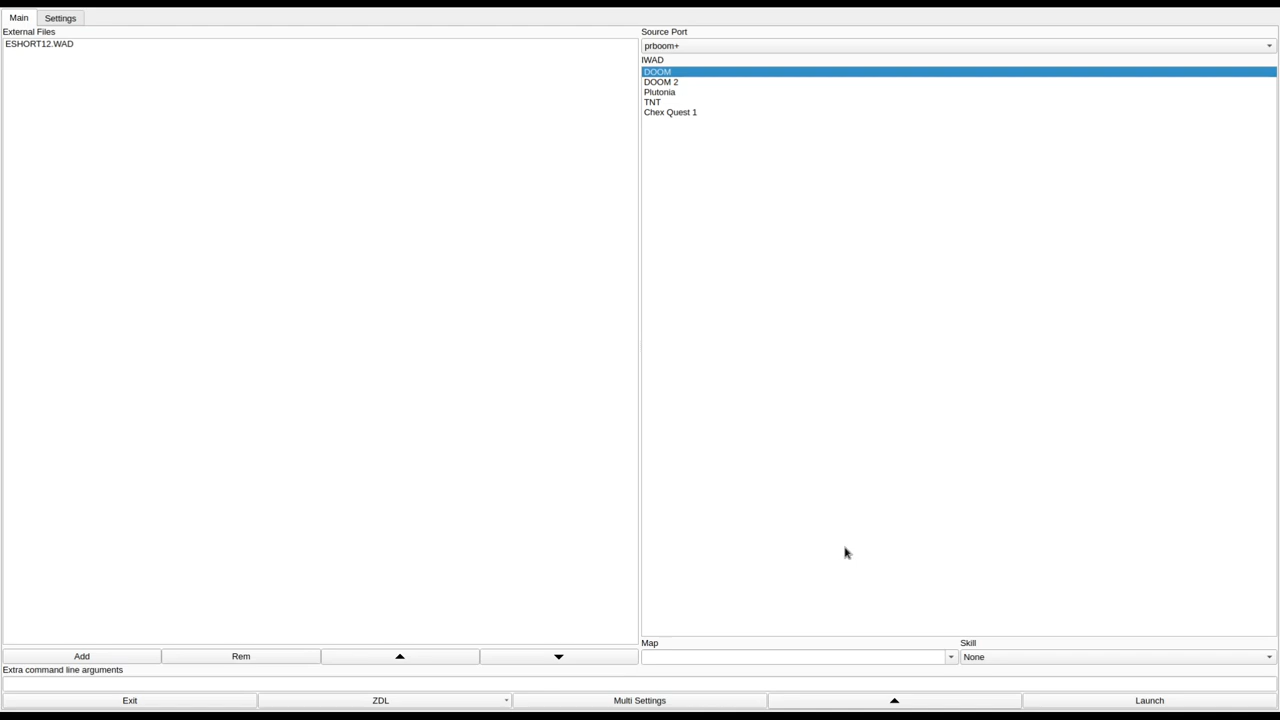 Main
Settings
External Files
ESHORT12.WAD
Source Port
prboom+
IWAD
DOOM
DOOM 2
Plutonia
TNT
Chex Quest 1
Map
Skill
None
Add
Rem
Extra command line arguments
Exit
ZDL
Multi Settings
Launch